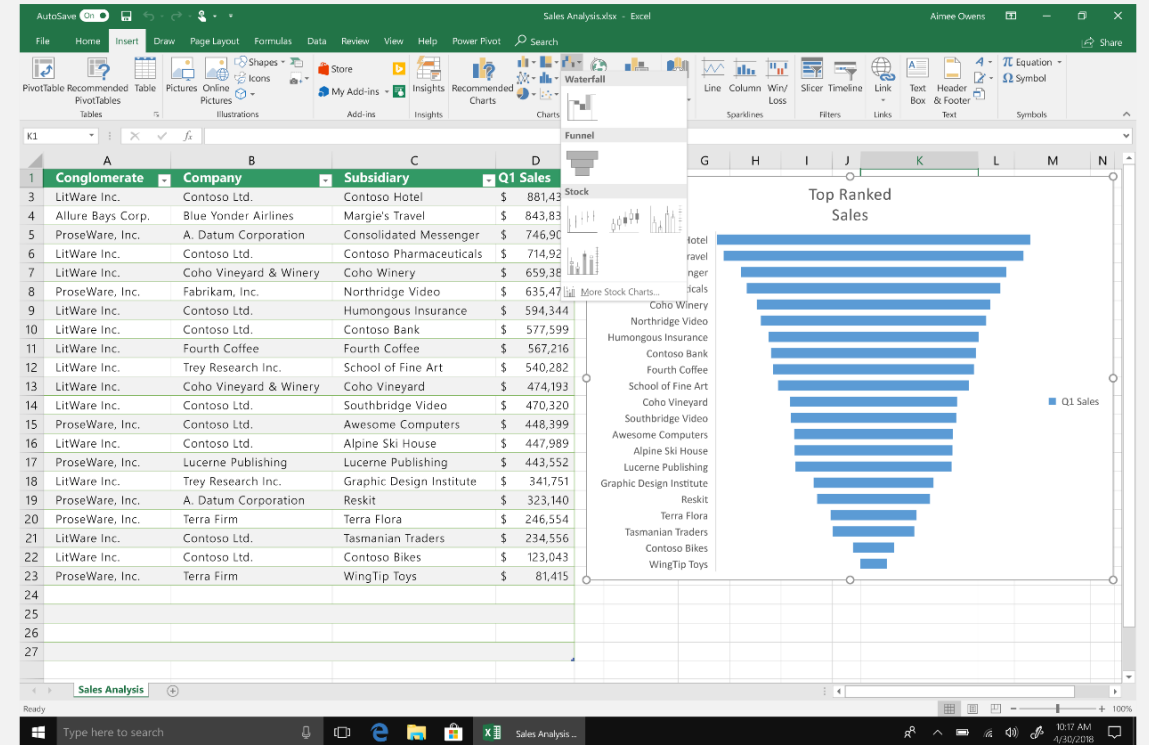 AutoSave On
Sales Analysis.xlsx - Excel
Aimee Owens
File Home Insert Draw Page Layout Formulas Data Review View Help Power Pivot Search Share
PivotTable Recommended PivotTables Table
Tables
Pictures Online Pictures Shapes Icons
Illustrations
Store
My Add-ins
Add-ins
Insights
Insights
Recommended Charts
Charts
Line Column Win/Loss
Sparklines
Slicer Timeline
Filters
Link
Links
Text Box Header & Footer
Text
Equation
Symbol
Symbols
Waterfall
Funnel
Stock
More Stock Charts...
K1
fx
A B C D G H I J K L M N
1 Conglomerate Company Subsidiary Q1 Sales
3 LitWare Inc. Contoso Ltd. Contoso Hotel $ 881,43
4 Allure Bays Corp. Blue Yonder Airlines Margie's Travel $ 843,83
5 ProseWare, Inc. A. Datum Corporation Consolidated Messenger $ 746,90
6 LitWare Inc. Contoso Ltd. Contoso Pharmaceuticals $ 714,92
7 LitWare Inc. Coho Vineyard & Winery Coho Winery $ 659,38
8 ProseWare, Inc. Fabrikam, Inc. Northridge Video $ 635,47
9 LitWare Inc. Contoso Ltd. Humongous Insurance $ 594,344
10 LitWare Inc. Contoso Ltd. Contoso Bank $ 577,599
11 LitWare Inc. Fourth Coffee Fourth Coffee $ 567,216
12 LitWare Inc. Trey Research Inc. School of Fine Art $ 540,282
13 LitWare Inc. Coho Vineyard & Winery Coho Vineyard $ 474,193
14 LitWare Inc. Contoso Ltd. Southbridge Video $ 470,320
15 ProseWare, Inc. Contoso Ltd. Awesome Computers $ 448,399
16 LitWare Inc. Contoso Ltd. Alpine Ski House $ 447,989
17 ProseWare, Inc. Lucerne Publishing Lucerne Publishing $ 443,552
18 LitWare Inc. Trey Research Inc. Graphic Design Institute $ 341,751
19 ProseWare, Inc. A. Datum Corporation Reskit $ 323,140
20 ProseWare, Inc. Terra Firm Terra Flora $ 246,554
21 LitWare Inc. Contoso Ltd. Tasmanian Traders $ 234,556
22 LitWare Inc. Contoso Ltd. Contoso Bikes $ 123,043
23 ProseWare, Inc. Terra Firm WingTip Toys $ 81,415
24
25
26
27
Top Ranked
Sales
Hotel
ravel
nger
icals
Coho Winery
Northridge Video
Humongous Insurance
Contoso Bank
Fourth Coffee
School of Fine Art
Coho Vineyard
Southbridge Video
Awesome Computers
Alpine Ski House
Lucerne Publishing
Graphic Design Institute
Reskit
Terra Flora
Tasmanian Traders
Contoso Bikes
WingTip Toys
Q1 Sales
Sales Analysis
Ready
100%
Type here to search
Sales Analysis ...
10:17 AM
4/30/2018